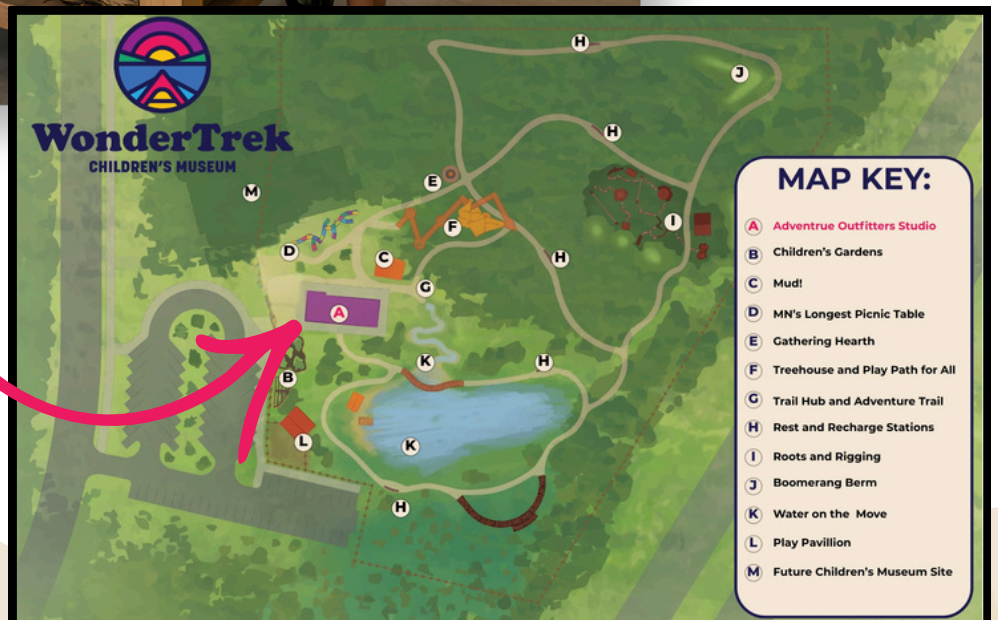 WonderTrek
CHILDREN'S MUSEUM
H
J
H
E
M
I
F
D
C
H
G
A
K
H
B
L
K
H
MAP KEY:
A Adventrue Outfitters Studio
B Children's Gardens
C Mud!
D MN's Longest Picnic Table
E Gathering Hearth
F Treehouse and Play Path for All
G Trail Hub and Adventure Trail
H Rest and Recharge Stations
I Roots and Rigging
J Boomerang Berm
K Water on the Move
L Play Pavillion
M Future Children's Museum Site